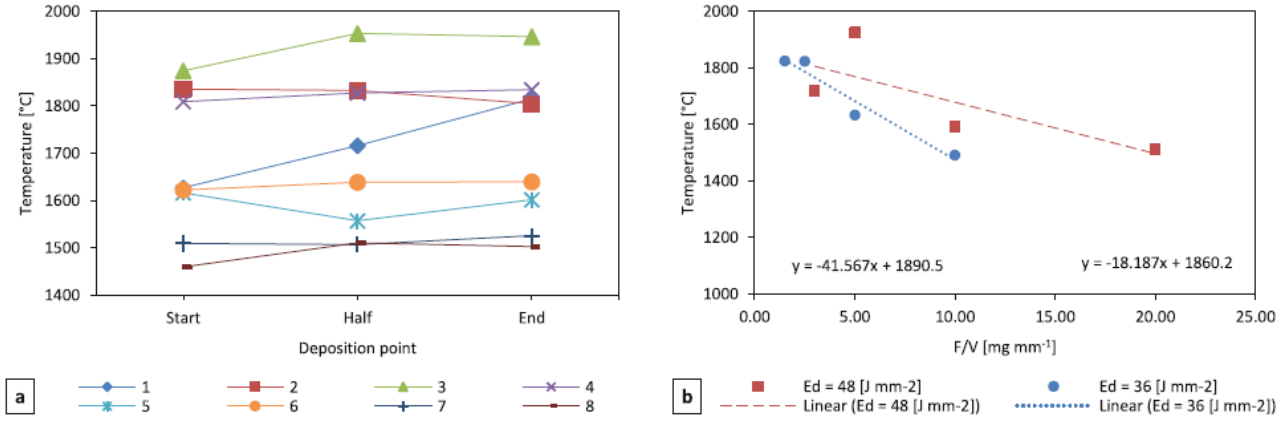 2000
1900
1800
1700
1600
1500
1400
Temperature [°C]
Start Half End
Deposition point
1 2 3 4
5 6 7 8
a
2000
1800
1600
1400
1200
1000
Temperature [°C]
y = -41.567x + 1890.5
y = -18.187x + 1860.2
0.00 5.00 10.00 15.00 20.00 25.00
F/V [mg mm⁻¹]
Ed = 48 [J mm-2] Ed = 36 [J mm-2]
Linear (Ed = 48 [J mm-2]) Linear (Ed = 36 [J mm-2])
b